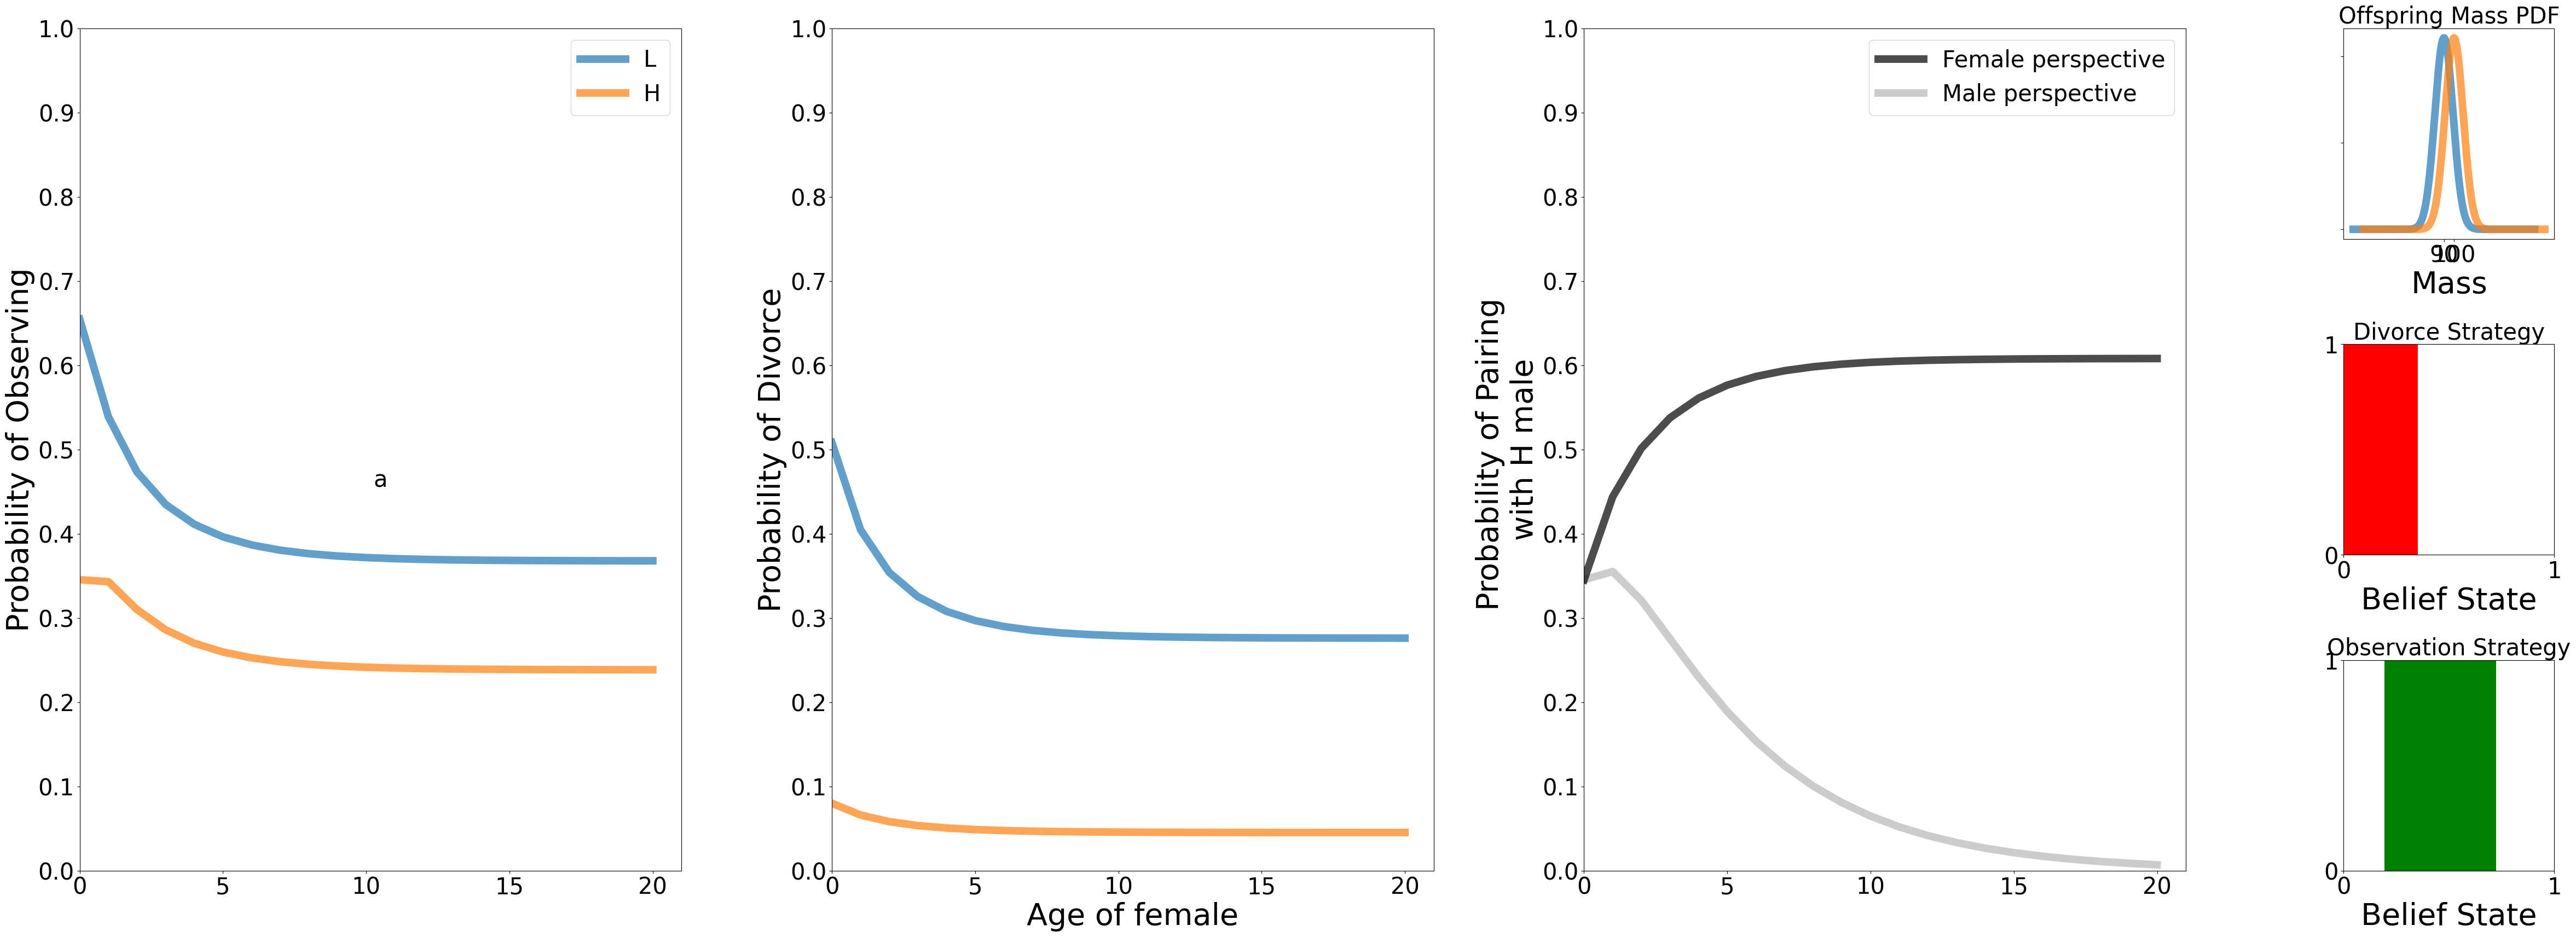 Probability of Observing
1.0
0.9
0.8
0.7
0.6
0.5
0.4
0.3
0.2
0.1
0.0
0 5 10 15 20
L
H
a
Probability of Divorce
1.0
0.9
0.8
0.7
0.6
0.5
0.4
0.3
0.2
0.1
0.0
0 5 10 15 20
Age of female
Probability of Pairing
with H male
1.0
0.9
0.8
0.7
0.6
0.5
0.4
0.3
0.2
0.1
0.0
0 5 10 15 20
Female perspective
Male perspective
Offspring Mass PDF
90 100
Mass
Divorce Strategy
1
0
0 1
Belief State
Observation Strategy
1
0
0 1
Belief State